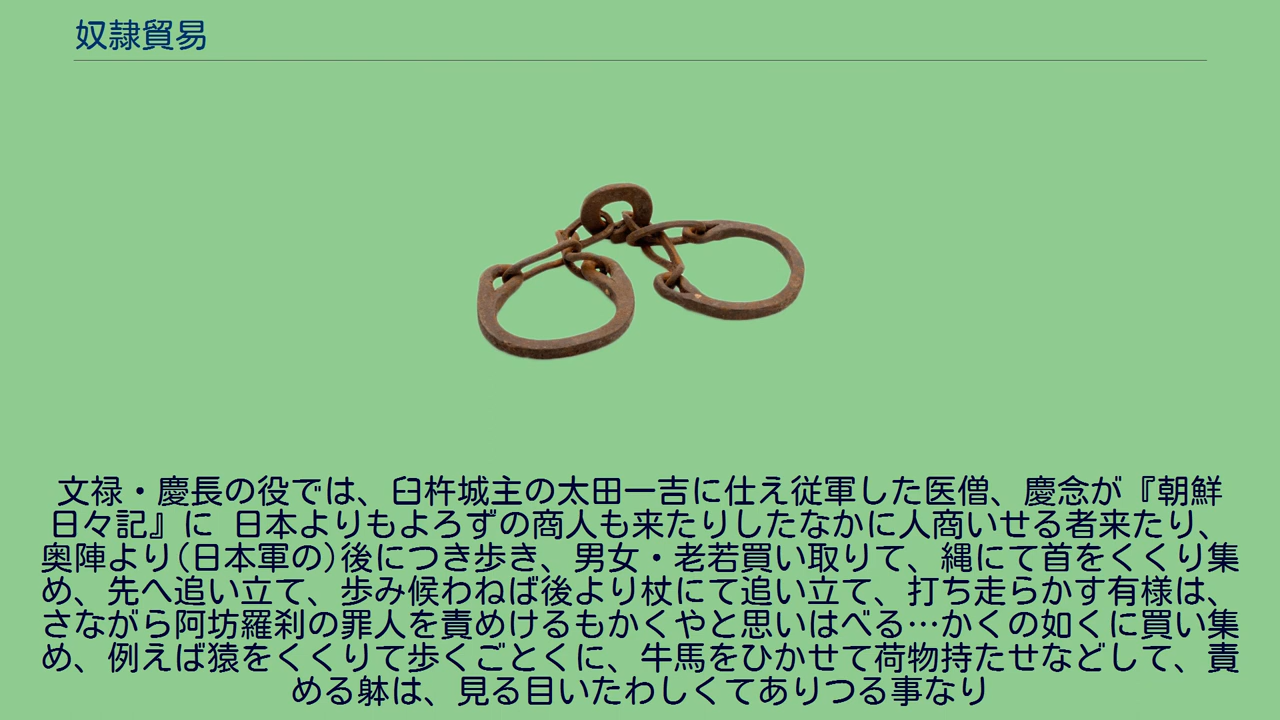 奴隷貿易
文禄・慶長の役では、臼杵城主の太田一吉に仕え従軍した医僧、慶念が『朝鮮
日々記』に 日本よりもよろずの商人も来たりしたなかに人商いせる者来たり、
奥陣より(日本軍の)後につき歩き、男女・老若買い取りて、縄にて首をくくり集
め、先へ追い立て、歩み候わねば後より杖にて追い立て、打ち走らかす有様は、
さながら阿坊羅刹の罪人を責めけるもかくやと思いはべる…かくの如くに買い集
め、例えば猿をくくりて歩くごとくに、牛馬をひかせて荷物持たせなどして、責
める躰は、見る目いたわしくてありつる事なり